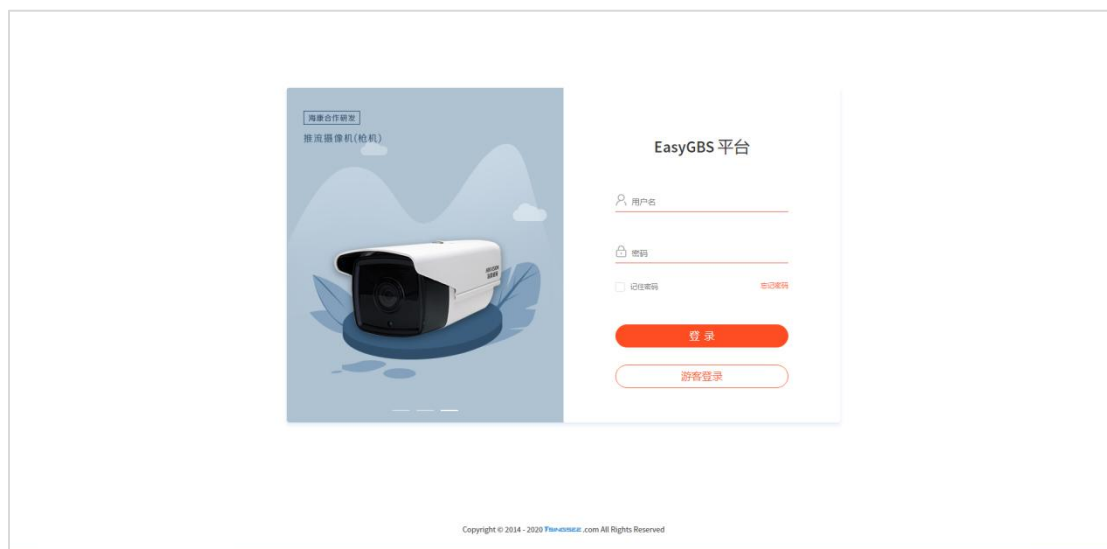 海康合作研发
推流摄像机(枪机)
EasyGBS 平台
用户名
密码
记住密码
忘记密码
登 录
游客登录
Copyright © 2014 - 2020 TSINGSEE .com All Rights Reserved